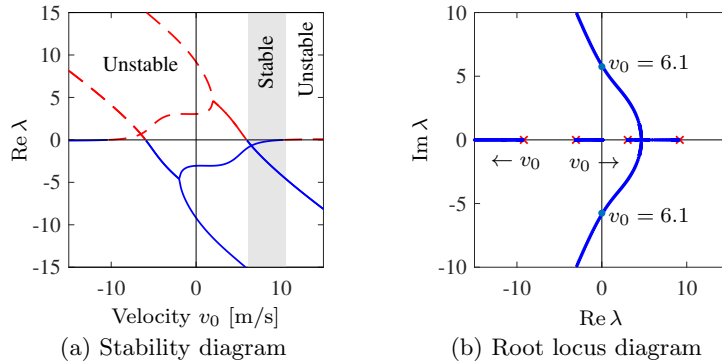 15
10
5
0
-5
-10
-15
Re λ
Unstable
Stable
Unstable
-10
0
10
Velocity v₀ [m/s]
(a) Stability diagram
10
5
0
-5
-10
Im λ
v₀ = 6.1
← v₀
v₀ →
v₀ = 6.1
-10
0
10
Re λ
(b) Root locus diagram